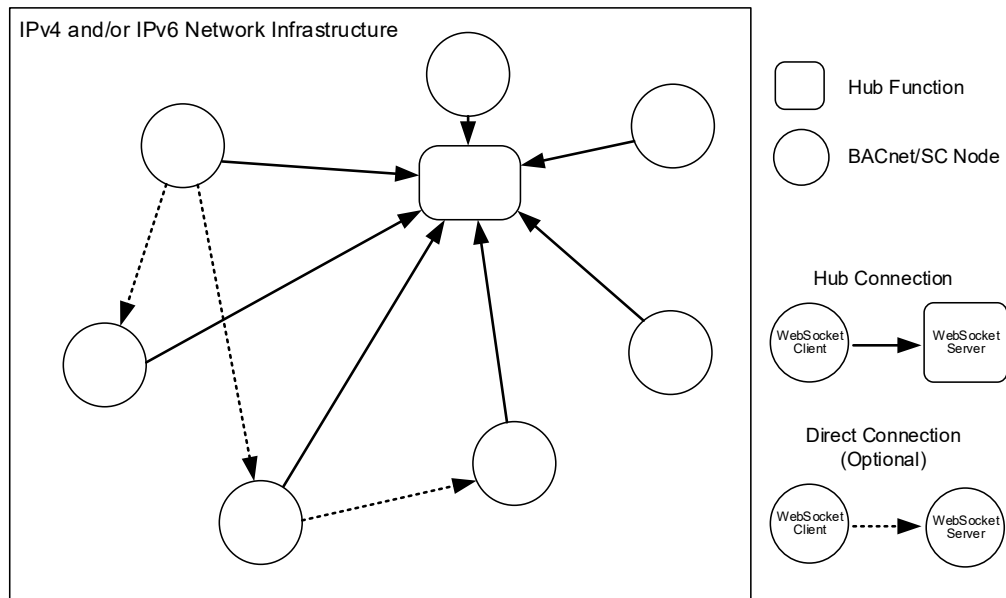 IPv4 and/or IPv6 Network Infrastructure
Hub Function
BACnet/SC Node
Hub Connection
WebSocket
Client
WebSocket
Server
Direct Connection
(Optional)
WebSocket
Client
WebSocket
Server